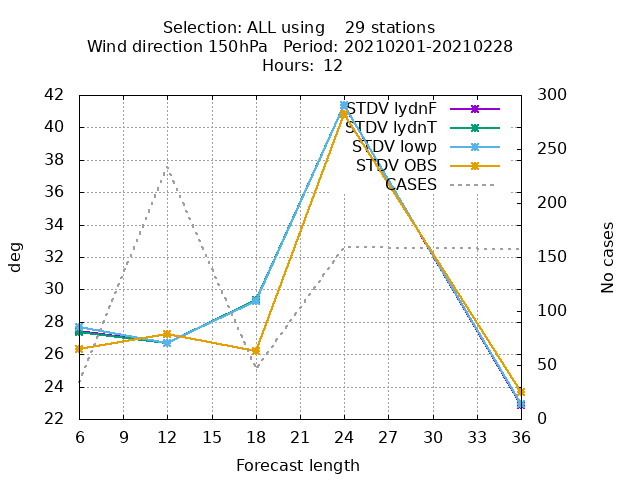 Selection: ALL using    29 stations
Wind direction 150hPa   Period: 20210201-20210228
Hours:  12
STDV lydnF
STDV lydnT
STDV lowp
STDV OBS
CASES
deg
42
40
38
36
34
32
30
28
26
24
22
300
250
200
150
100
50
0
No cases
6 9 12 15 18 21 24 27 30 33 36
Forecast length